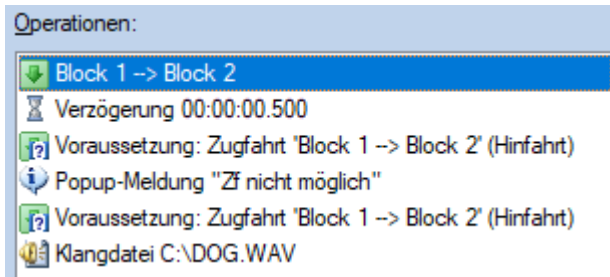 Operationen:
Block 1 --> Block 2
Verzögerung 00:00:00.500
Voraussetzung: Zugfahrt 'Block 1 --> Block 2' (Hinfahrt)
Popup-Meldung "Zf nicht möglich"
Voraussetzung: Zugfahrt 'Block 1 --> Block 2' (Hinfahrt)
Klangdatei C:\DOG.WAV